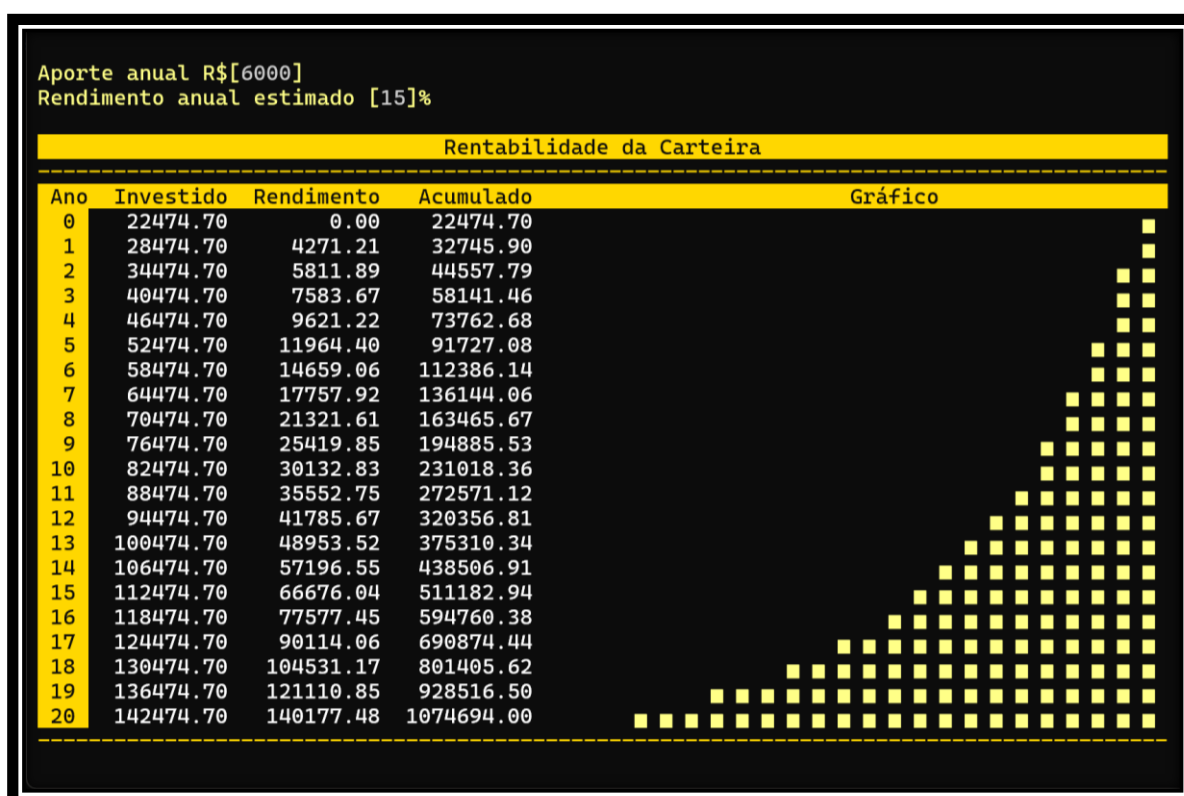 Aporte anual R$[6000]
Rendimento anual estimado [15]%
Rentabilidade da Carteira
Ano Investido Rendimento Acumulado Gráfico
0 22474.70 0.00 22474.70
1 28474.70 4271.21 32745.90
2 34474.70 5811.89 44557.79
3 40474.70 7583.67 58141.46
4 46474.70 9621.22 73762.68
5 52474.70 11964.40 91727.08
6 58474.70 14659.06 112386.14
7 64474.70 17757.92 136144.06
8 70474.70 21321.61 163465.67
9 76474.70 25419.85 194885.53
10 82474.70 30132.83 231018.36
11 88474.70 35552.75 272571.12
12 94474.70 41785.67 320356.81
13 100474.70 48953.52 375310.34
14 106474.70 57196.55 438506.91
15 112474.70 66676.04 511182.94
16 118474.70 77577.45 594760.38
17 124474.70 90114.06 690874.44
18 130474.70 104531.17 801405.62
19 136474.70 121110.85 928516.50
20 142474.70 140177.48 1074694.00